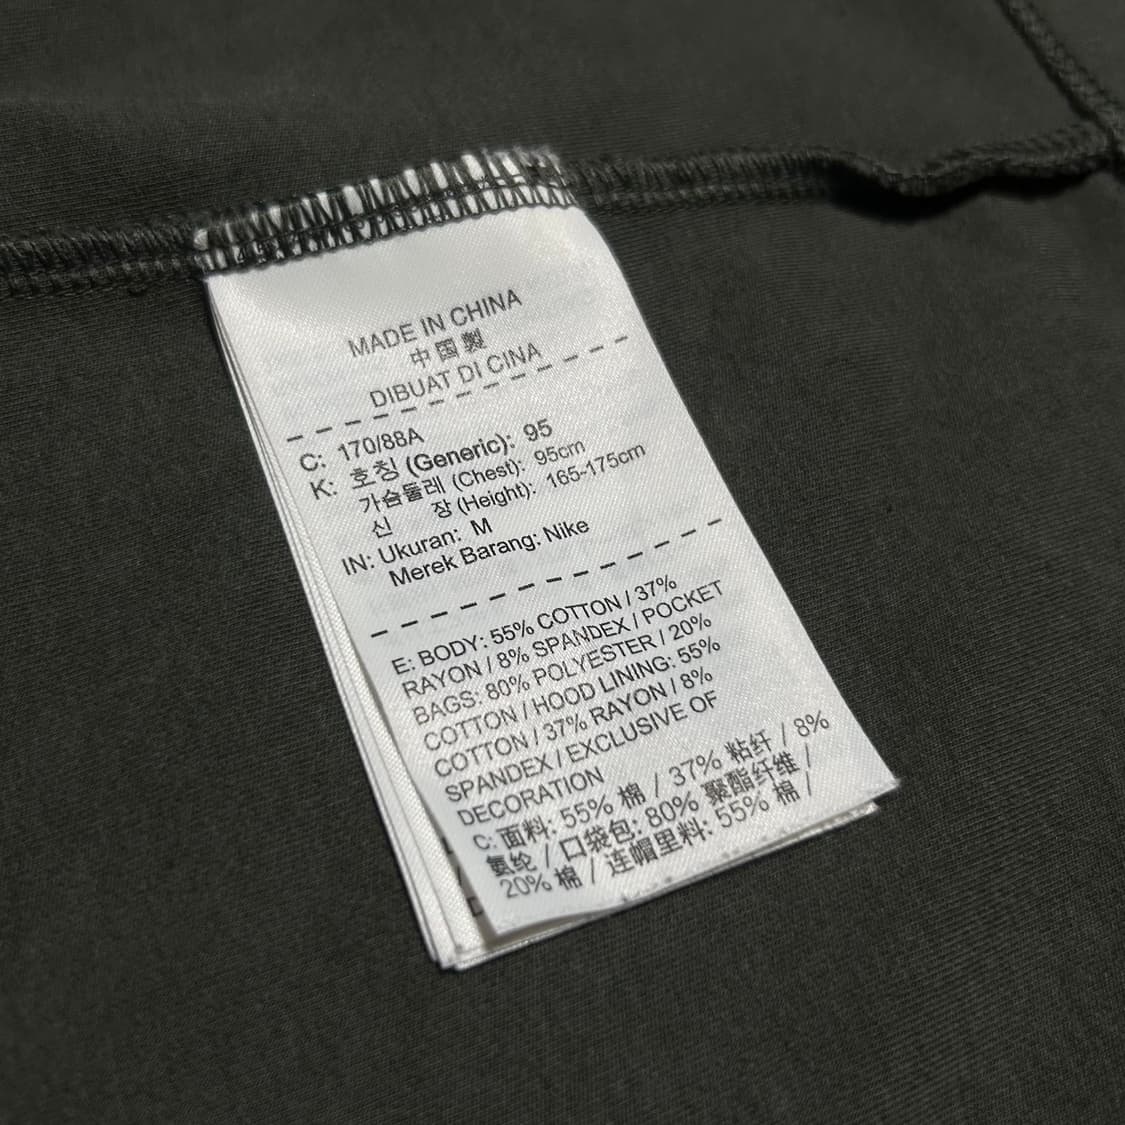 MADE IN CHINA
中国製
DIBUAT DI CINA
C: 170/88A
K: 호칭 (Generic): 95
가슴둘레 (Chest): 95cm
신 장 (Height): 165-175cm
IN: Ukuran: M
Merek Barang: Nike
E: BODY: 55% COTTON / 37%
RAYON / 8% SPANDEX / POCKET
BAGS: 80% POLYESTER / 20%
COTTON / HOOD LINING: 55%
COTTON / 37% RAYON / 8%
SPANDEX / EXCLUSIVE OF
DECORATION
C: 面料: 55% 棉 / 37% 粘纤 / 8%
氨纶 / 口袋包: 80% 聚酯纤维 /
20% 棉 / 连帽里料: 55% 棉 /